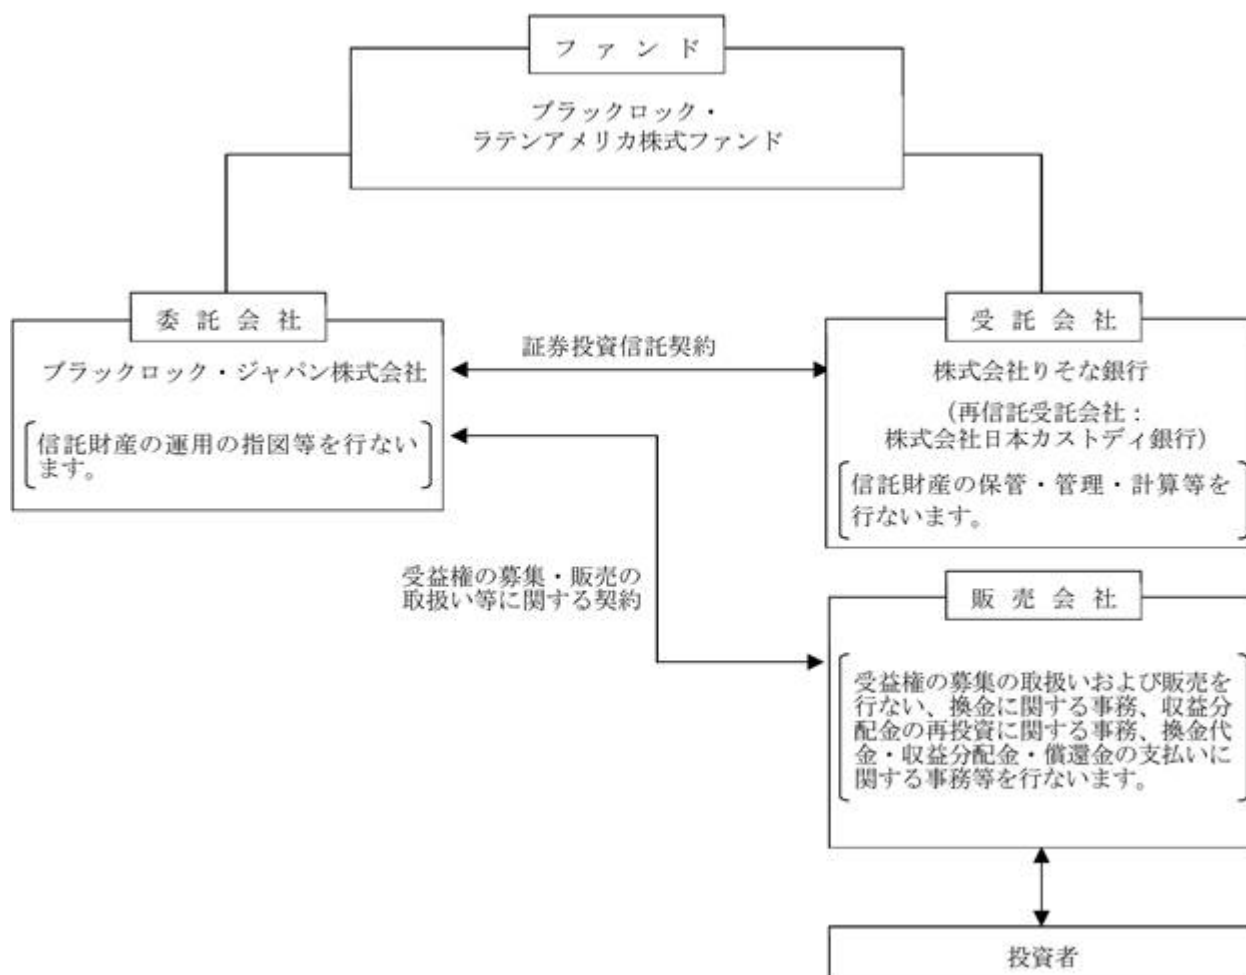 ファンド
ブラックロック・
ラテンアメリカ株式ファンド
委託会社
ブラックロック・ジャパン株式会社
信託財産の運用の指図等を行ない
ます。
証券投資信託契約
受託会社
株式会社りそな銀行
(再信託受託会社:
株式会社日本カストディ銀行)
信託財産の保管・管理・計算等を
行ないます。
受益権の募集・販売の
取扱い等に関する契約
販売会社
受益権の募集の取扱いおよび販売を
行ない、換金に関する事務、収益分
配金の再投資に関する事務、換金代
金・収益分配金・償還金の支払いに
関する事務等を行ないます。
投資者